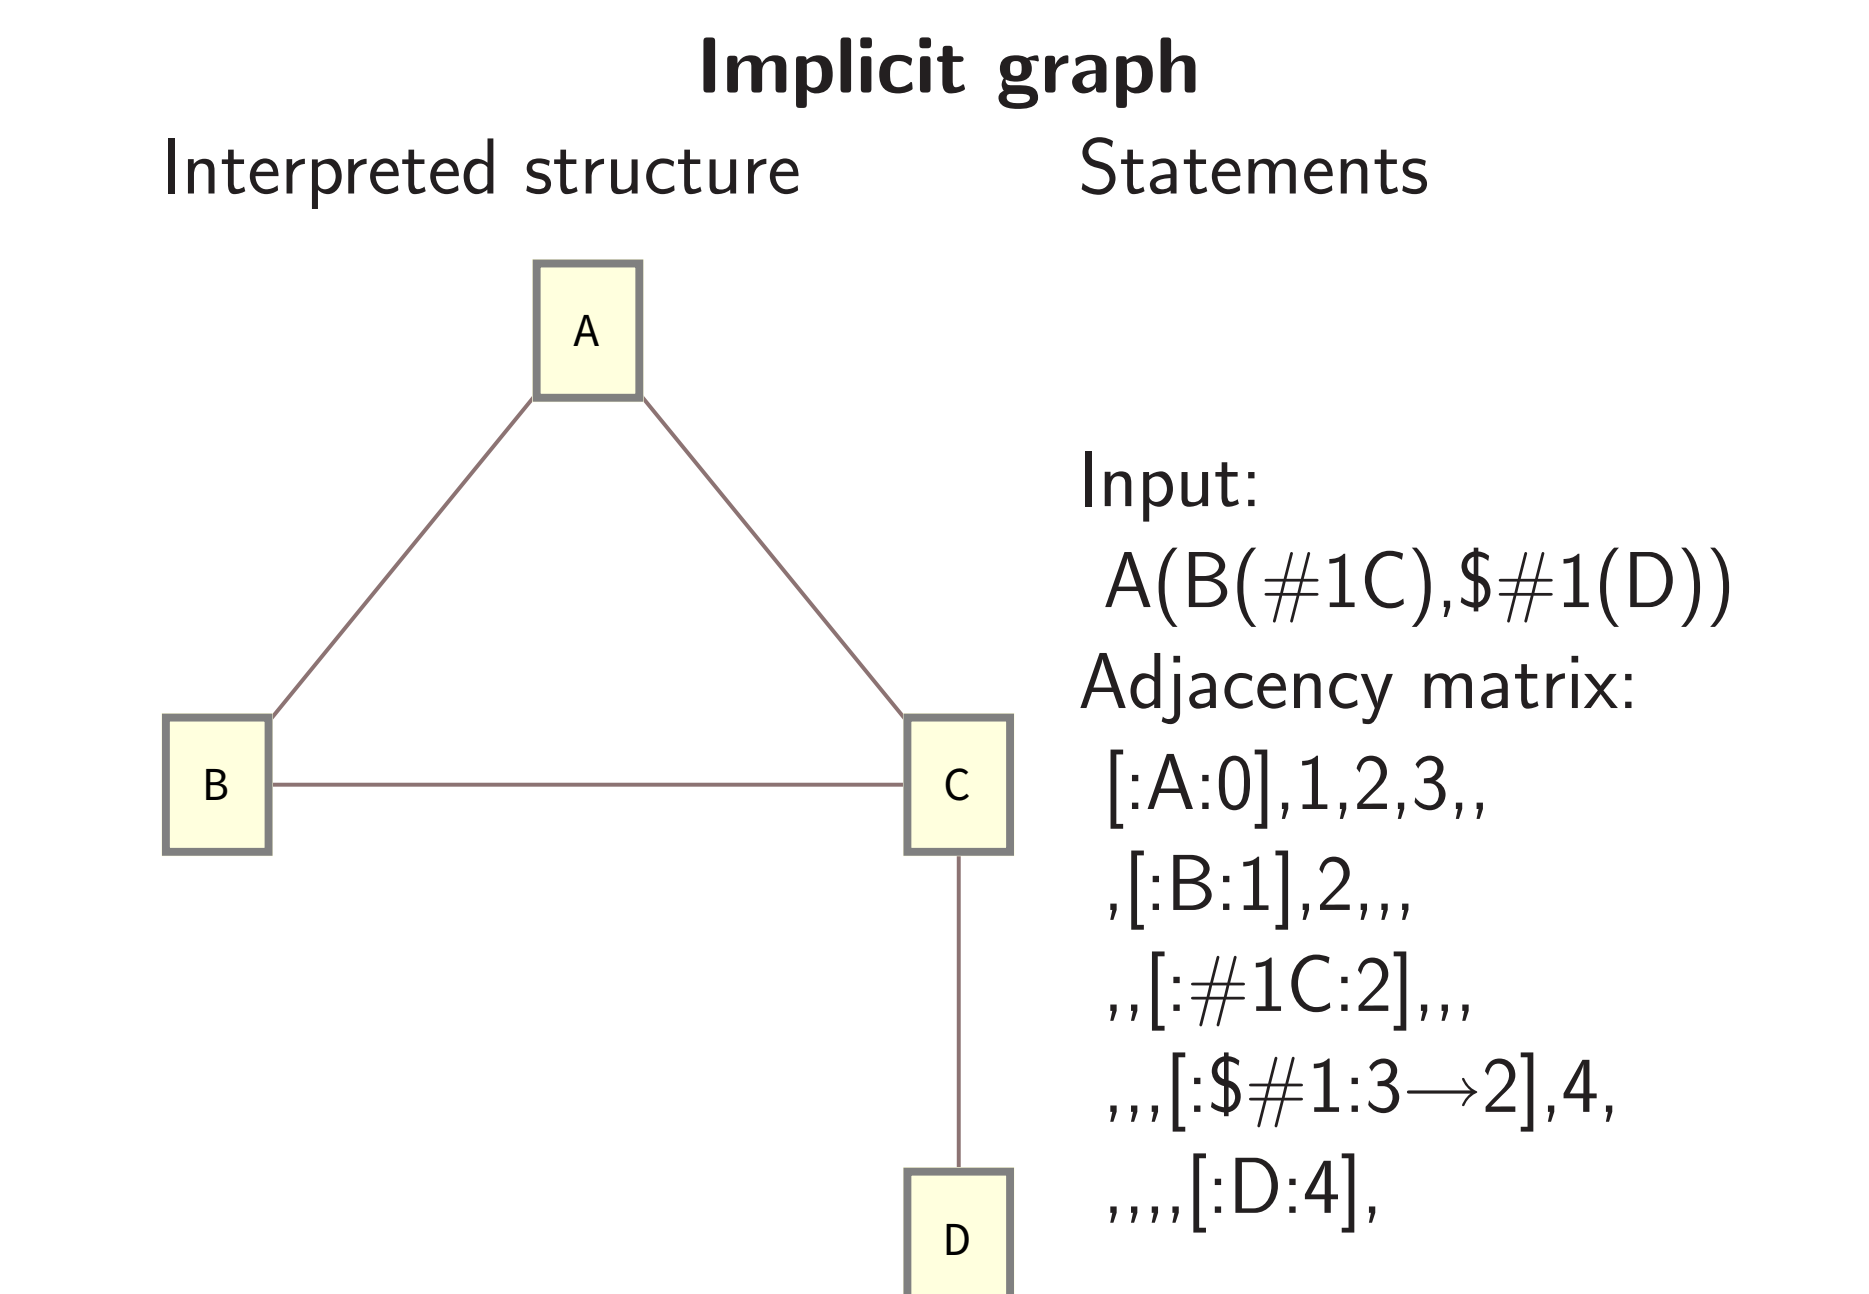 Implicit graph
Interpreted structure
A
B
C
D
Statements
Input:
A(B(#1C),$#1(D))
Adjacency matrix:
[:A:0],1,2,3,,
,[:B:1],2,,,
,,[:#1C:2],,,
,,,[:$#1:3→2],4,
,,,,[:D:4],